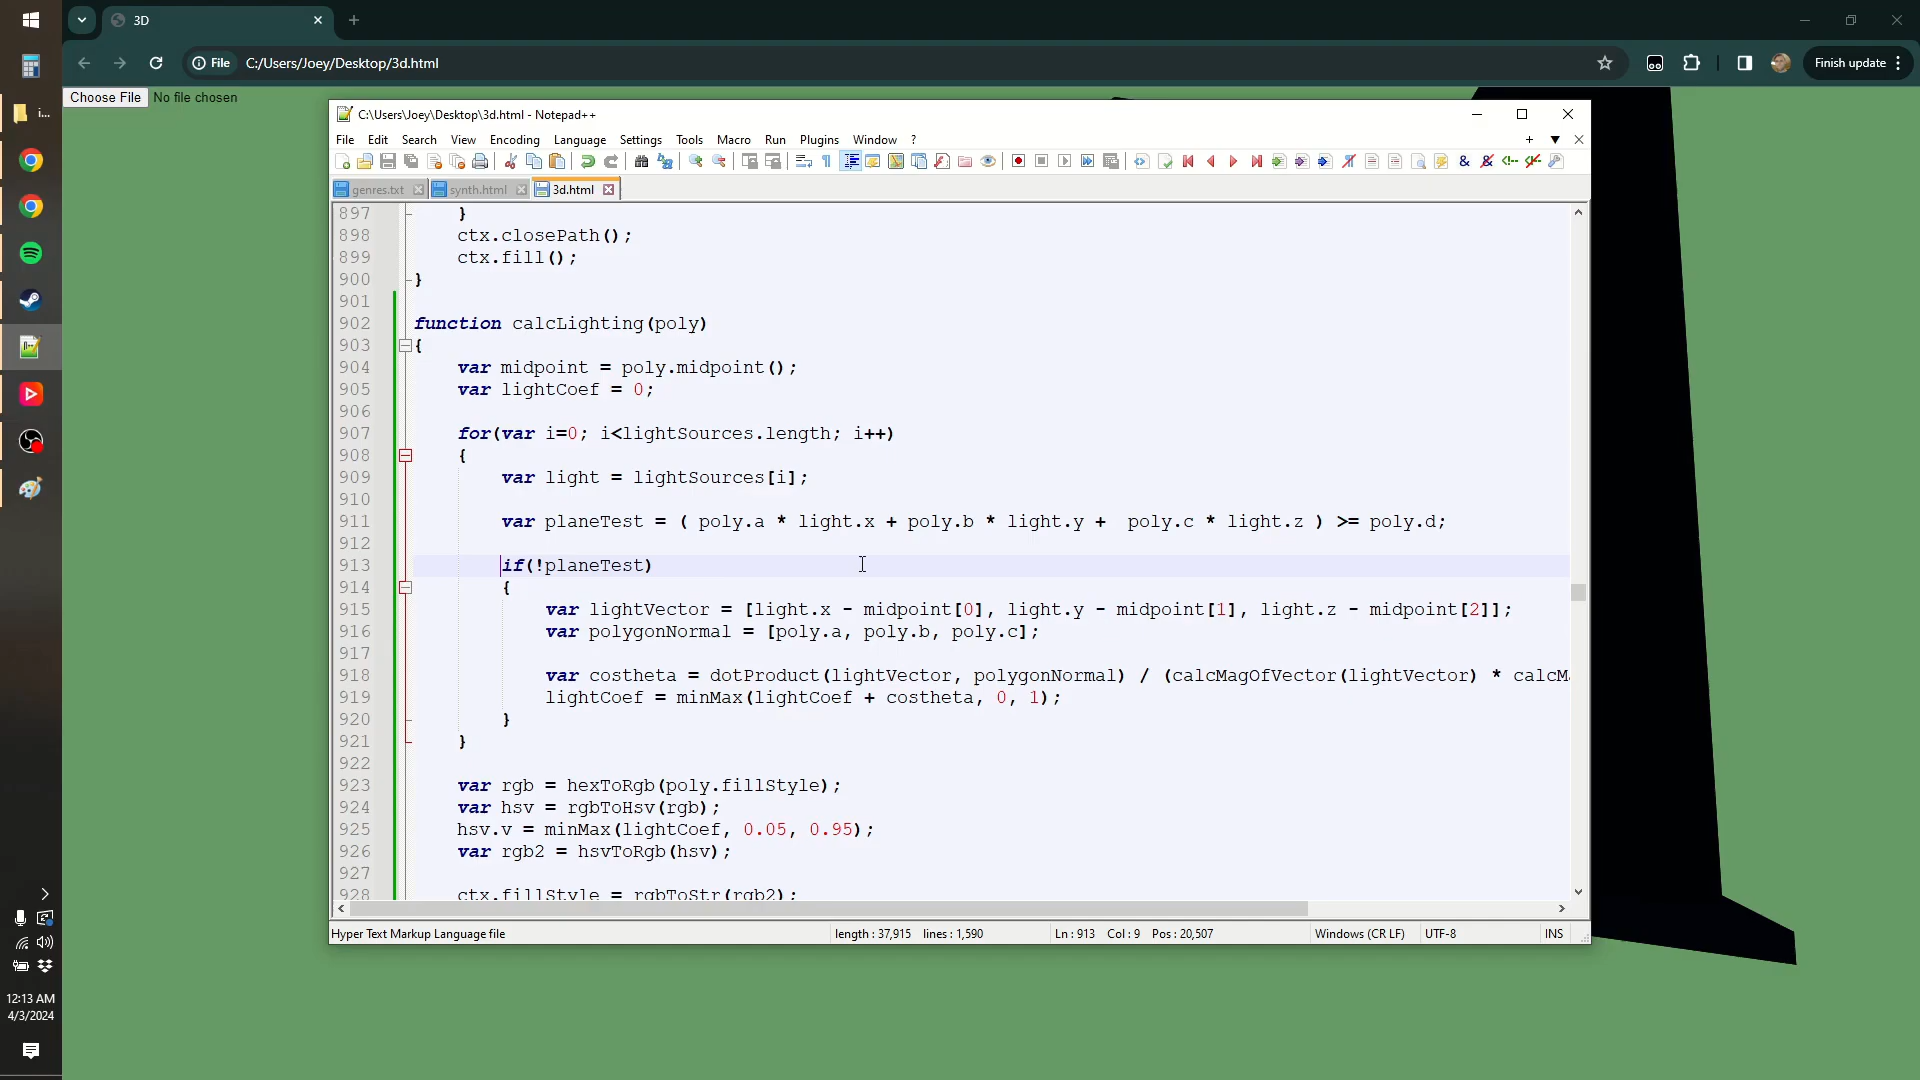 3D
File
C:/Users/Joey/Desktop/3d.html
Finish update
Choose File No file chosen
i...
C:\Users\Joey\Desktop\3d.html - Notepad++
File Edit Search View Encoding Language Settings Tools Macro Run Plugins Window ?
genres.txt synth.html 3d.html
897 }
898 ctx.closePath();
899 ctx.fill();
900 }
901
902 function calcLighting(poly)
903 {
904 var midpoint = poly.midpoint();
905 var lightCoef = 0;
906
907 for(var i=0; i<lightSources.length; i++)
908 {
909 var light = lightSources[i];
910
911 var planeTest = ( poly.a * light.x + poly.b * light.y +  poly.c * light.z ) >= poly.d;
912
913 if(!planeTest)
914 {
915 var lightVector = [light.x - midpoint[0], light.y - midpoint[1], light.z - midpoint[2]];
916 var polygonNormal = [poly.a, poly.b, poly.c];
917
918 var costheta = dotProduct(lightVector, polygonNormal) / (calcMagOfVector(lightVector) * calcM
919 lightCoef = minMax(lightCoef + costheta, 0, 1);
920 }
921 }
922
923 var rgb = hexToRgb(poly.fillStyle);
924 var hsv = rgbToHsv(rgb);
925 hsv.v = minMax(lightCoef, 0.05, 0.95);
926 var rgb2 = hsvToRgb(hsv);
927
928 ctx.fillStyle = rgbToStr(rgb2);
Hyper Text Markup Language file length : 37,915 lines : 1,590 Ln : 913 Col : 9 Pos : 20,507 Windows (CR LF) UTF-8 INS
12:13 AM
4/3/2024